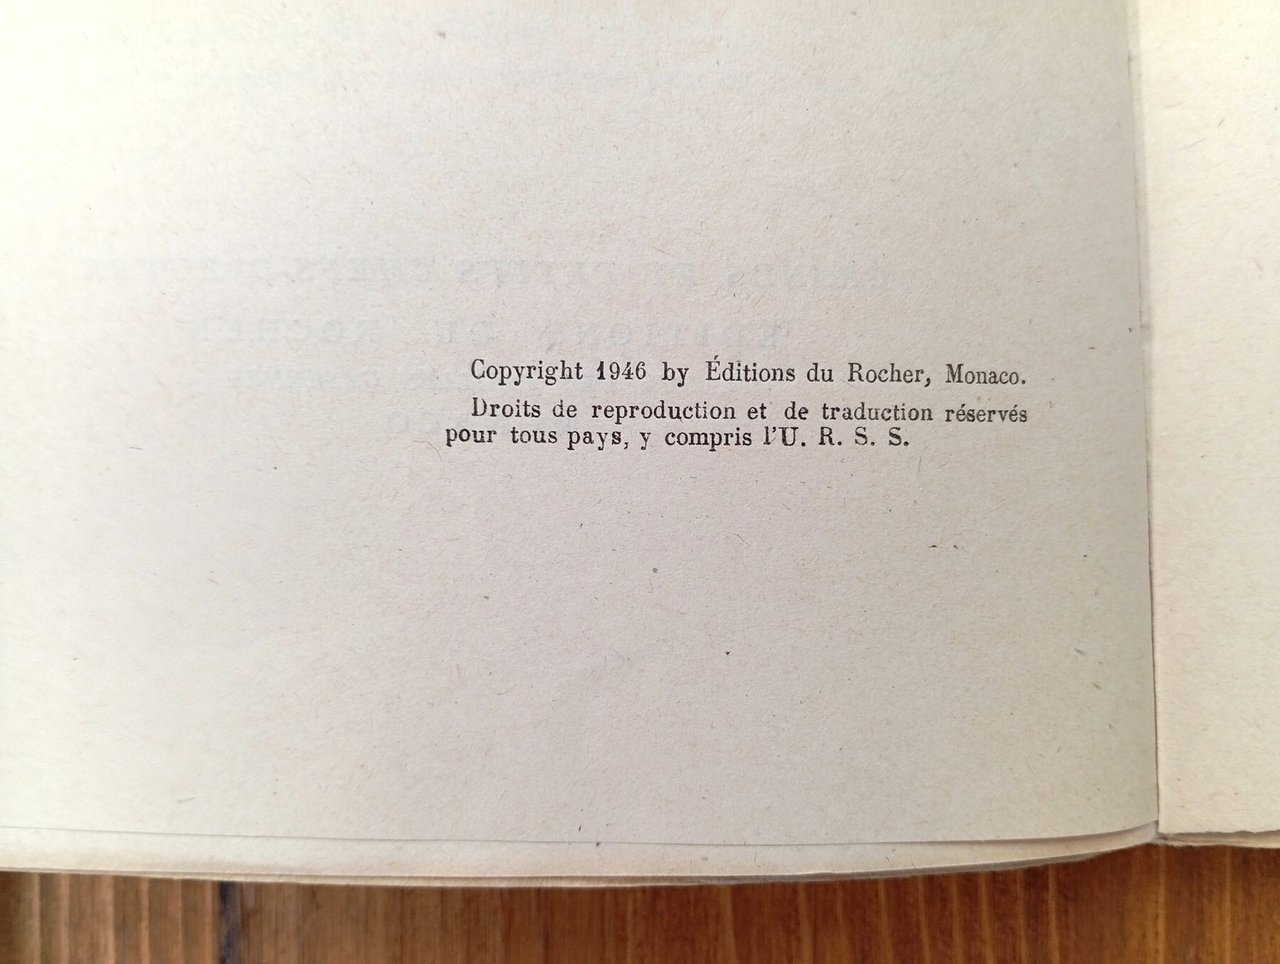 Copyright 1946 by Éditions du Rocher, Monaco.
Droits de reproduction et de traduction réservés
pour tous pays, y compris l'U. R. S. S.